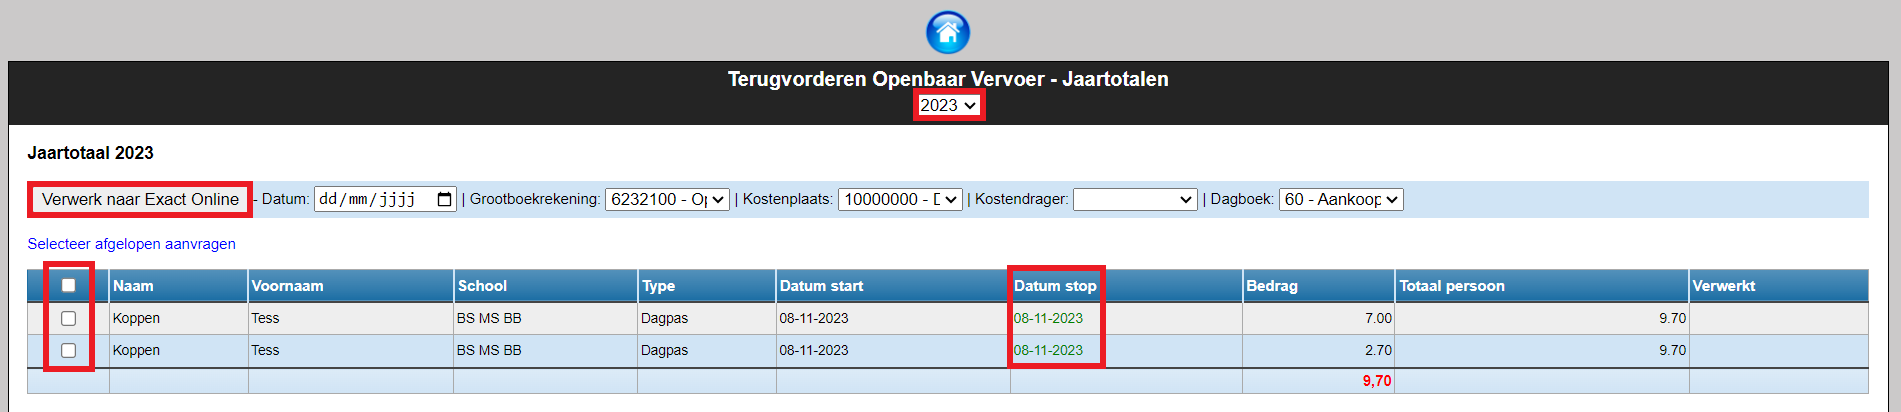 Terugvorderen Openbaar Vervoer - Jaartotalen
2023
Jaartotaal 2023
Verwerk naar Exact Online - Datum: dd/mm/jjjj | Grootboekrekening: 6232100 - Op | Kostenplaats: 10000000 - D | Kostendrager: | Dagboek: 60 - Aankoop
Selecteer afgelopen aanvragen
Naam Voornaam School Type Datum start Datum stop Bedrag Totaal persoon Verwerkt
Koppen Tess BS MS BB Dagpas 08-11-2023 08-11-2023 7.00 9.70
Koppen Tess BS MS BB Dagpas 08-11-2023 08-11-2023 2.70 9.70
9,70